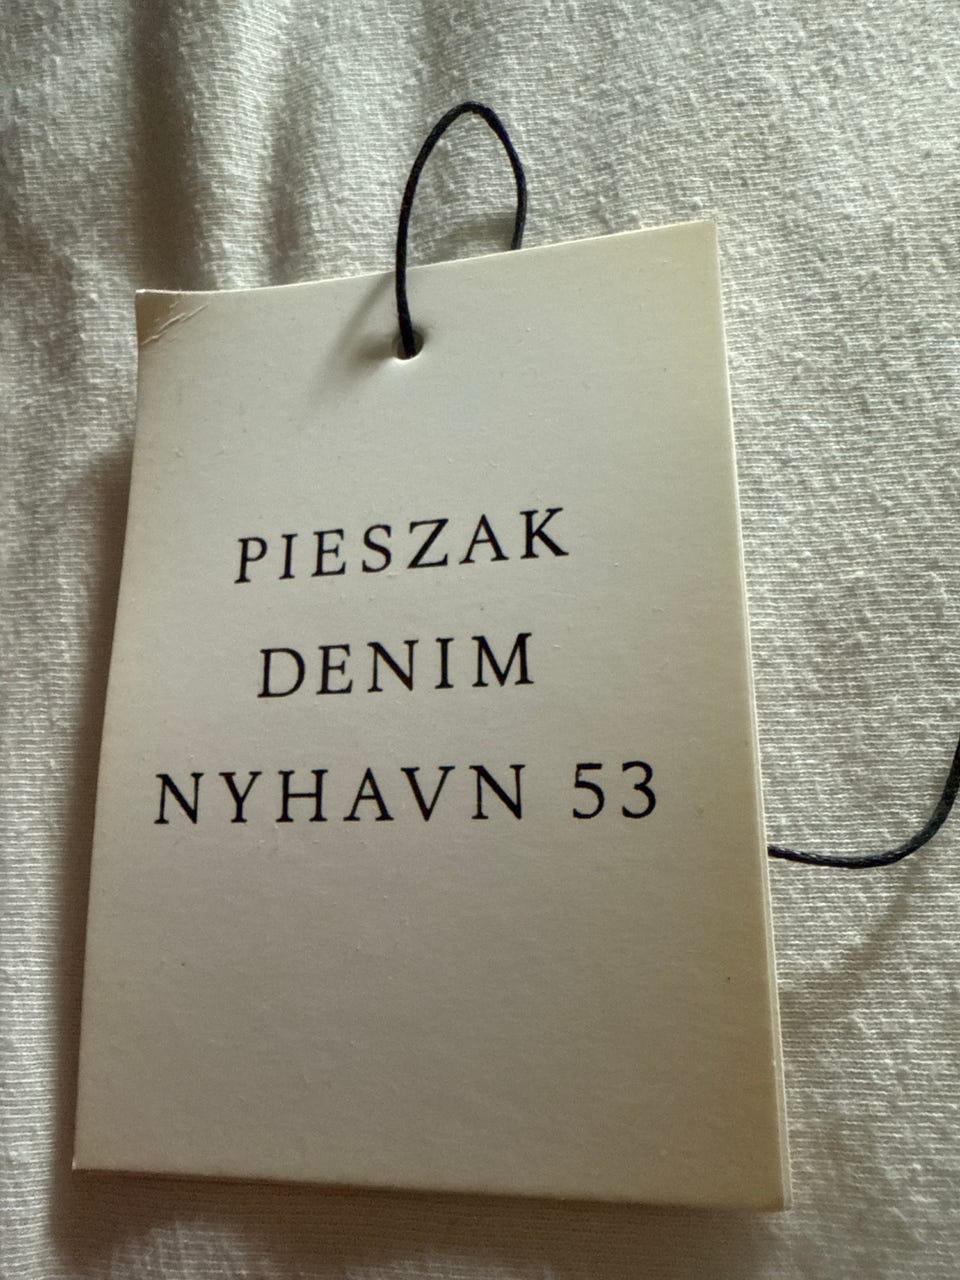 PIESZAK
DENIM
NYHAVN 53